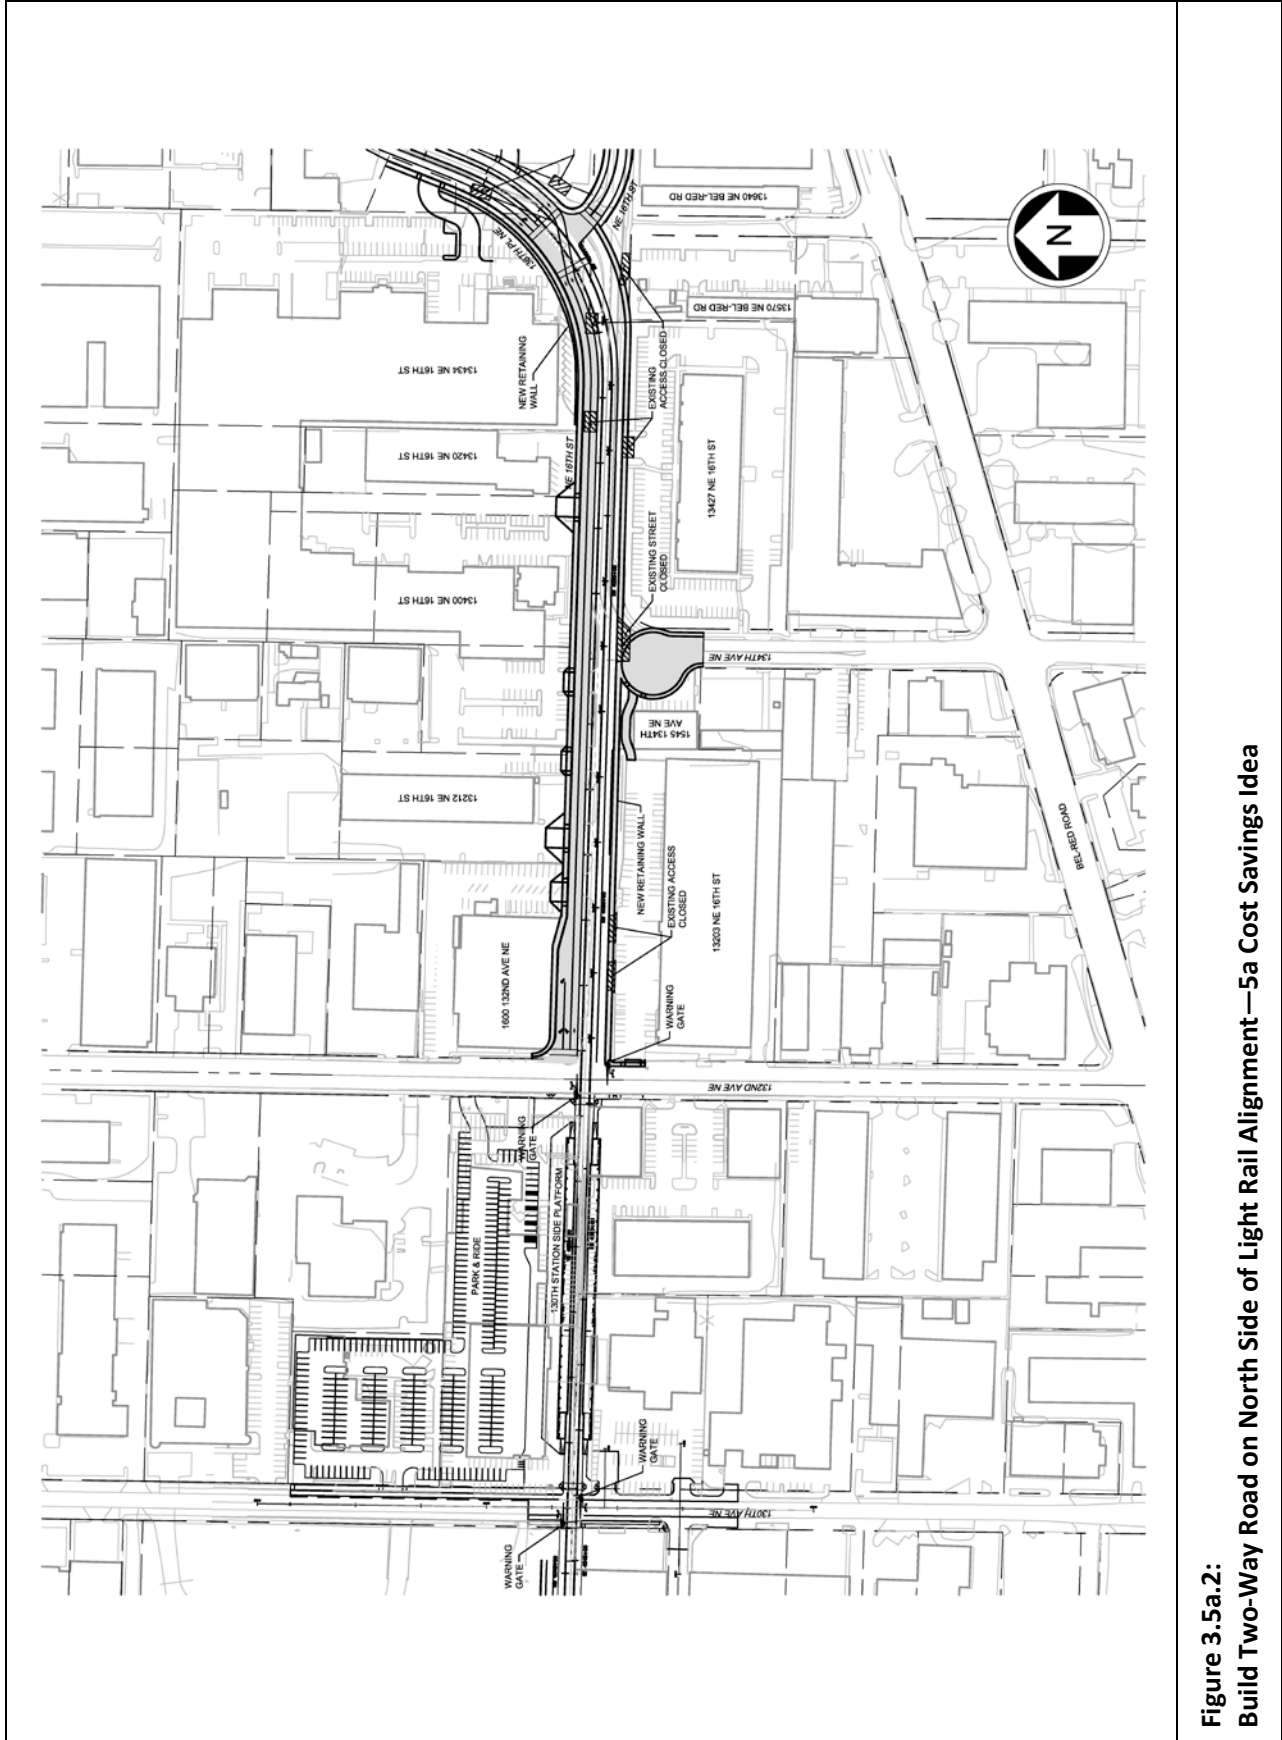 136TH PL NE
NE 16TH ST
13640 NE BEL-RED RD
N
13570 NE BEL-RED RD
NEW RETAINING
WALL
13434 NE 16TH ST
EXISTING
ACCESS CLOSED
NE 16TH ST
13420 NE 16TH ST
13427 NE 16TH ST
EXISTING STREET
CLOSED
13400 NE 16TH ST
134TH AVE NE
1545 134TH
AVE NE
13212 NE 16TH ST
NEW RETAINING WALL
EXISTING ACCESS
CLOSED
BEL-RED ROAD
13203 NE 16TH ST
1600 132ND AVE NE
WARNING
GATE
132ND AVE NE
WARNING
GATE
130TH STATION SIDE PLATFORM
PARK & RIDE
WARNING
GATE
130TH AVE NE
WARNING
GATE
Figure 3.5a.2:
Build Two-Way Road on North Side of Light Rail Alignment—5a Cost Savings Idea